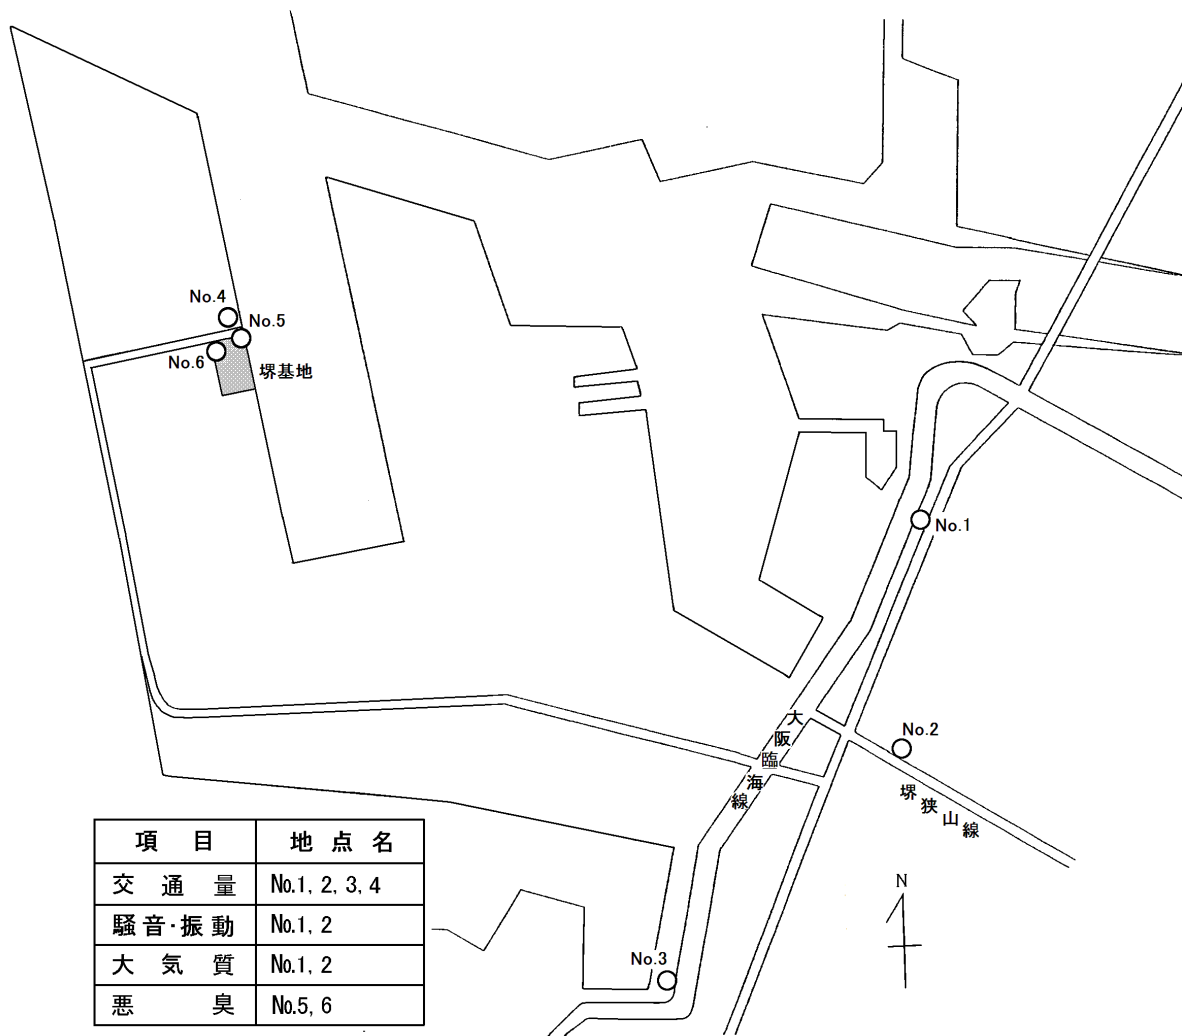 No.4
No.5
No.6
堺基地
No.1
No.2
大阪臨海線
堺狭山線
N
No.3
項目 地点名
交通量 No.1, 2, 3, 4
騒音・振動 No.1, 2
大気質 No.1, 2
悪臭 No.5, 6